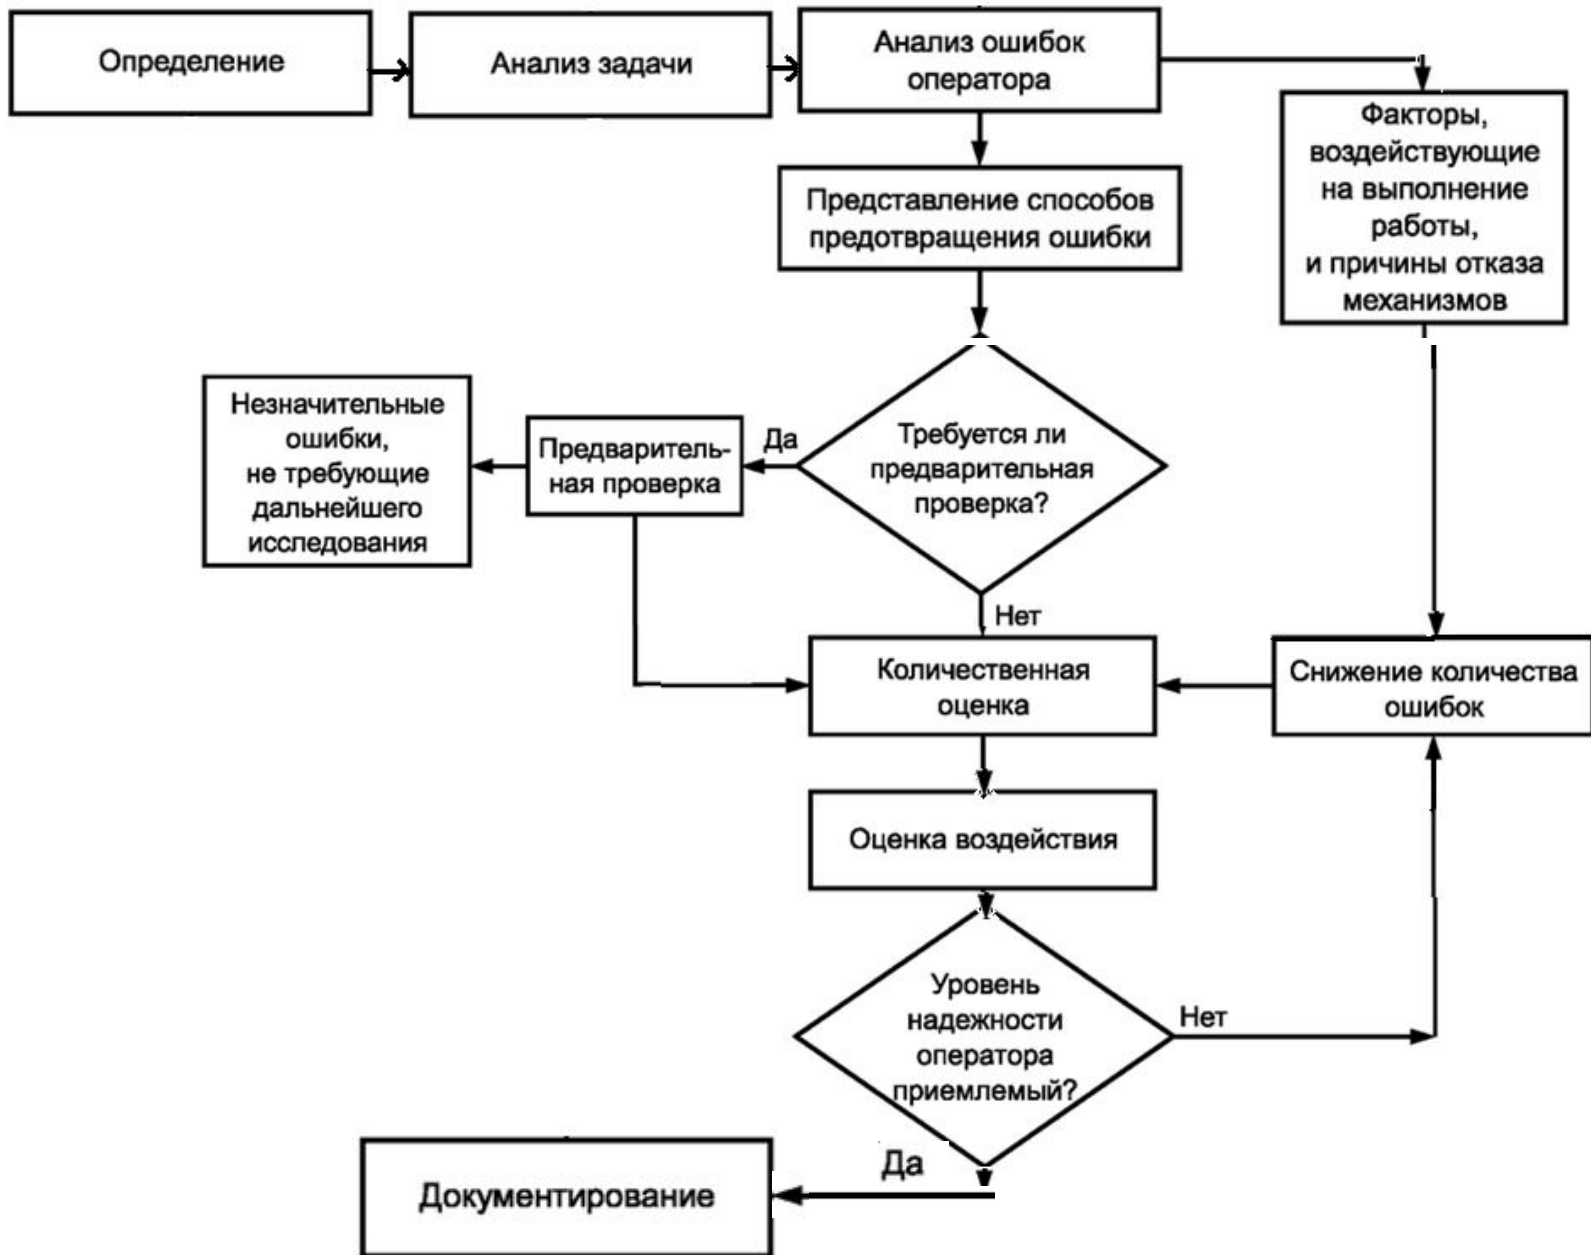 Определение
Анализ задачи
Анализ ошибок
оператора
Факторы,
воздействующие
на выполнение
работы,
и причины отказа
механизмов
Представление способов
предотвращения ошибки
Требуется ли
предварительная
проверка?
Да
Предваритель-
ная проверка
Незначительные
ошибки,
не требующие
дальнейшего
исследования
Нет
Количественная
оценка
Снижение количества
ошибок
Оценка воздействия
Уровень
надежности
оператора
приемлемый?
Нет
Да
Документирование